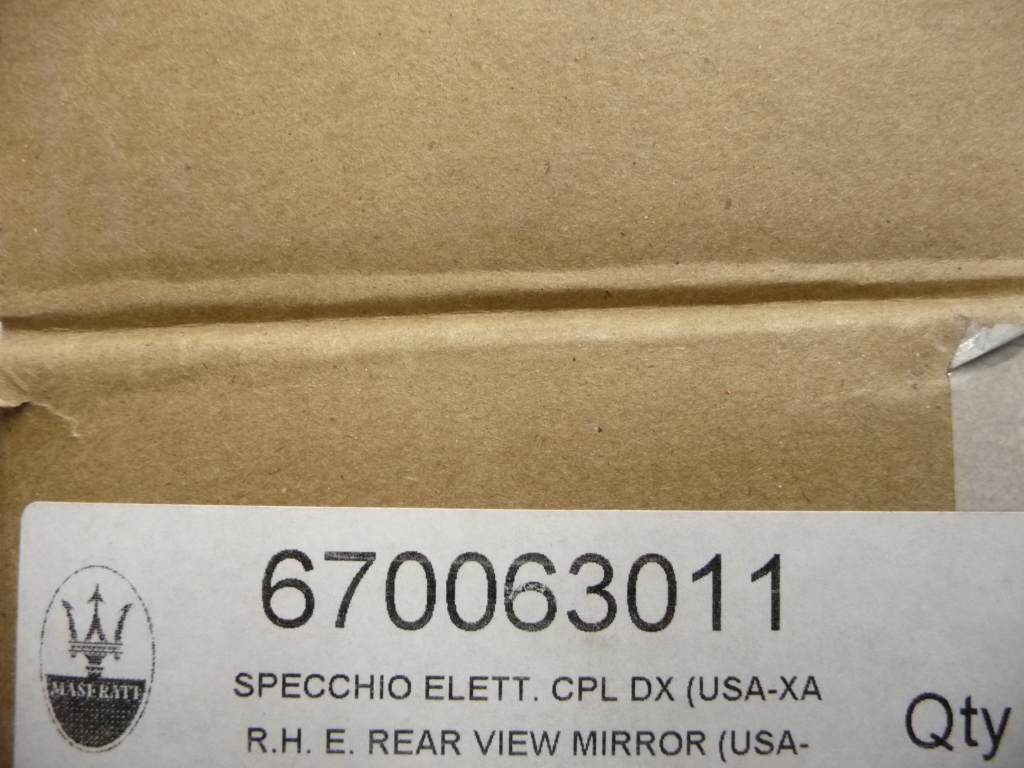 670063011
MASERATI
SPECCHIO ELETT. CPL DX (USA-XA
R.H. E. REAR VIEW MIRROR (USA-
Qty